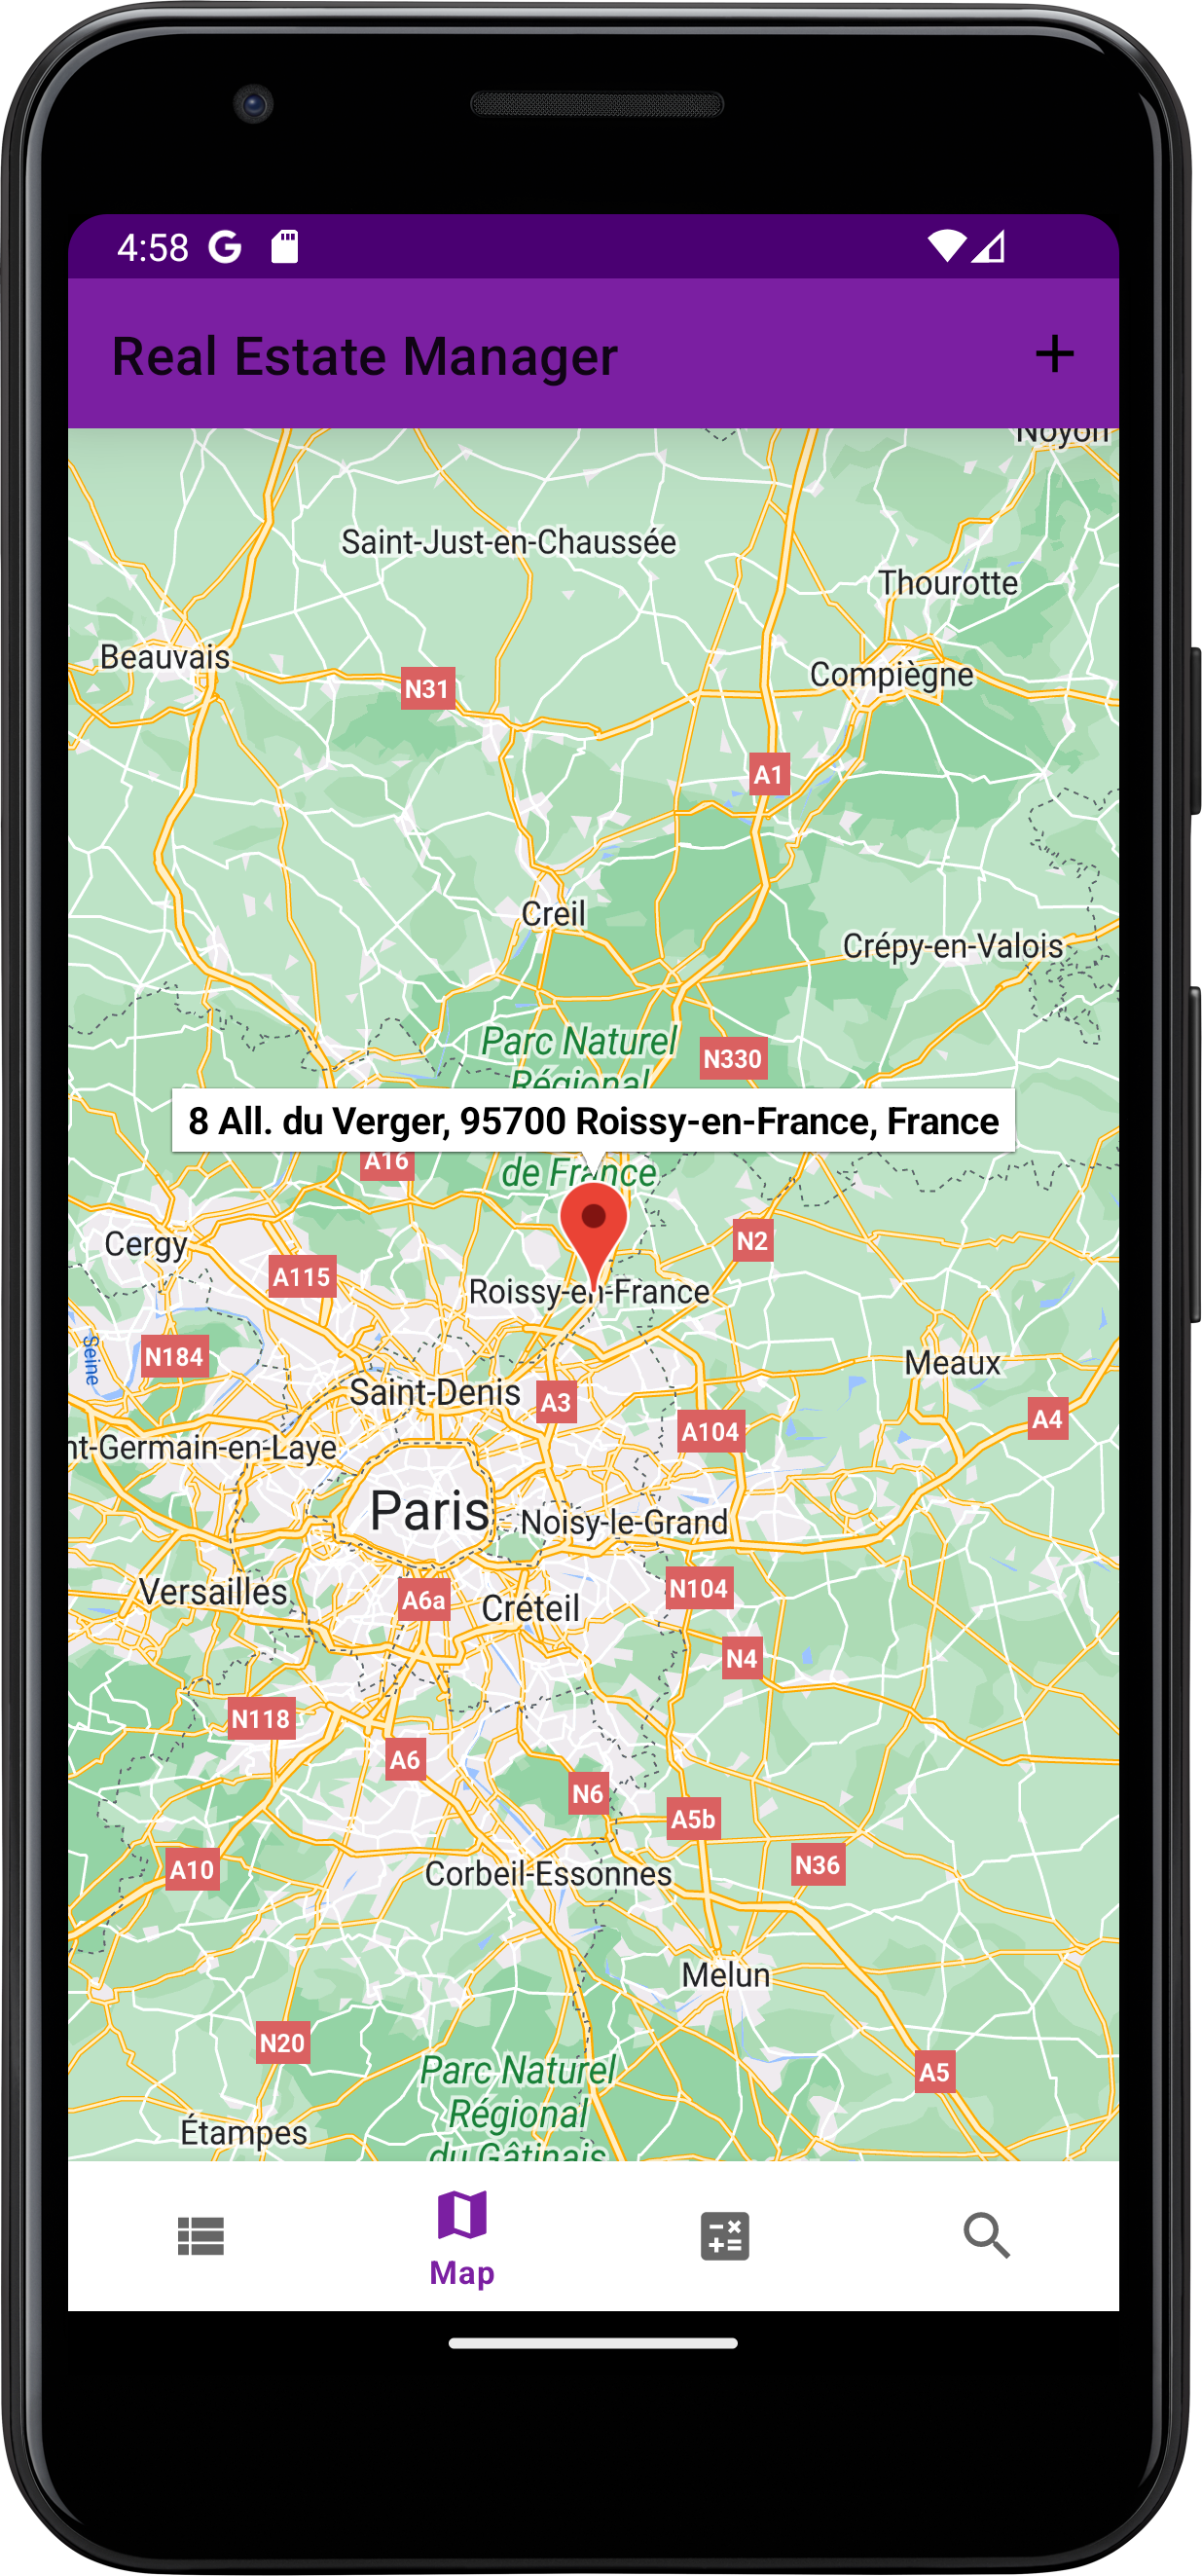 4:58
Real Estate Manager
+
Noyon
Saint-Just-en-Chaussée
Thourotte
Beauvais
Compiègne
N31
A1
Creil
Crépy-en-Valois
Parc Naturel
Régional
N330
8 All. du Verger, 95700 Roissy-en-France, France
A16
de France
Cergy
N2
A115
Roissy-en-France
Seine
N184
Meaux
Saint-Denis
A3
A104
A4
nt-Germain-en-Laye
Paris
Noisy-le-Grand
Versailles
A6a
Créteil
N104
N4
N118
A6
N6
A5b
A10
Corbeil-Essonnes
N36
Melun
N20
Parc Naturel
Régional
du Gâtinais
A5
Étampes
Map